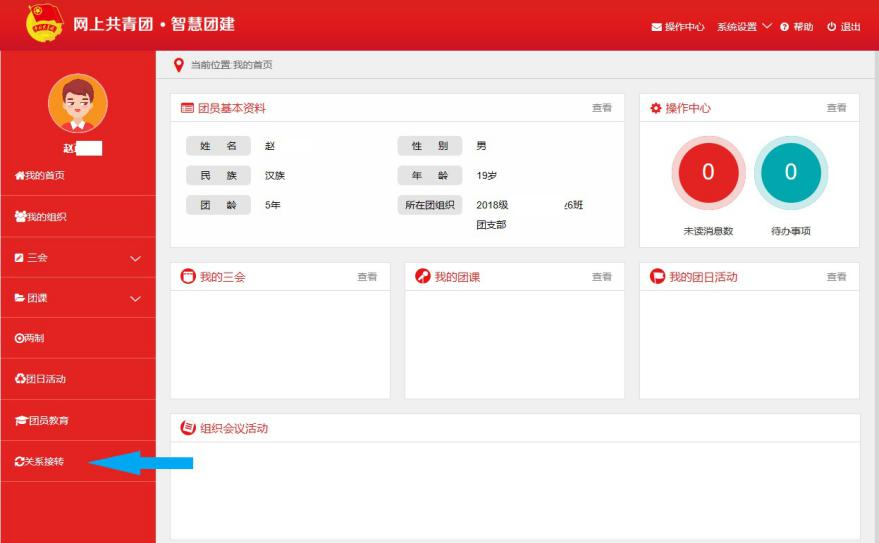 网上共青团·智慧团建
操作中心 系统设置 帮助 退出
赵
我的首页
我的组织
三会
团课
两制
团日活动
团员教育
关系接转
当前位置:我的首页
团员基本资料 查看
姓 名 赵 性 别 男
民 族 汉族 年 龄 19岁
团 龄 5年 所在团组织 2018级 6班
团支部
操作中心 查看
0 0
未读消息数 待办事项
我的三会 查看
我的团课 查看
我的团日活动 查看
组织会议活动